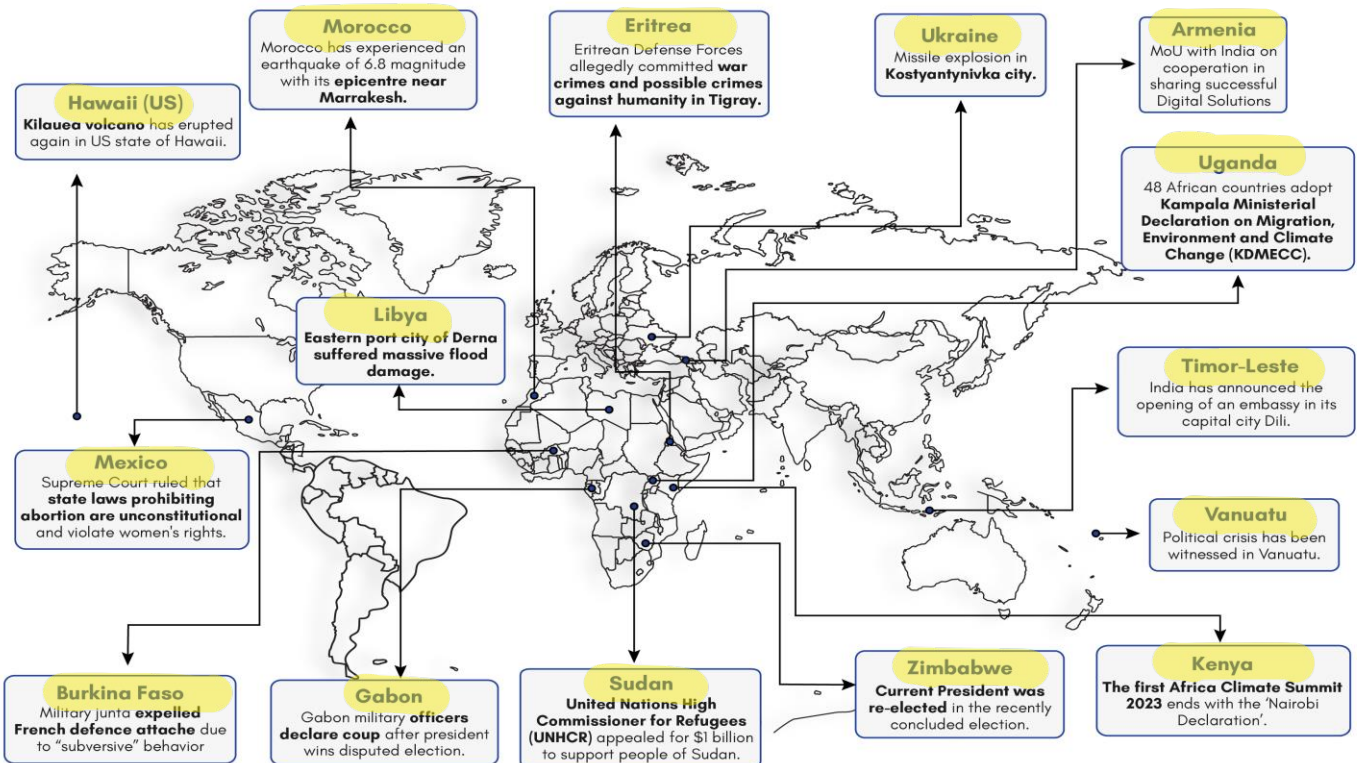 Morocco
Morocco has experienced an
earthquake of 6.8 magnitude
with its epicentre near
Marrakesh.
Eritrea
Eritrean Defense Forces
allegedly committed war
crimes and possible crimes
against humanity in Tigray.
Ukraine
Missile explosion in
Kostyantynivka city.
Armenia
MoU with India on
cooperation in
sharing successful
Digital Solutions
Hawaii (US)
Kilauea volcano has erupted
again in US state of Hawaii.
Uganda
48 African countries adopt
Kampala Ministerial
Declaration on Migration,
Environment and Climate
Change (KDMECC).
Libya
Eastern port city of Derna
suffered massive flood
damage.
Timor-Leste
India has announced the
opening of an embassy in its
capital city Dili.
Mexico
Supreme Court ruled that
state laws prohibiting
abortion are unconstitutional
and violate women's rights.
Vanuatu
Political crisis has been
witnessed in Vanuatu.
Burkina Faso
Military junta expelled
French defence attache due
to “subversive” behavior
Gabon
Gabon military officers
declare coup after president
wins disputed election.
Sudan
United Nations High
Commissioner for Refugees
(UNHCR) appealed for $1 billion
to support people of Sudan.
Zimbabwe
Current President was
re-elected in the recently
concluded election.
Kenya
The first Africa Climate Summit
2023 ends with the ‘Nairobi
Declaration’.